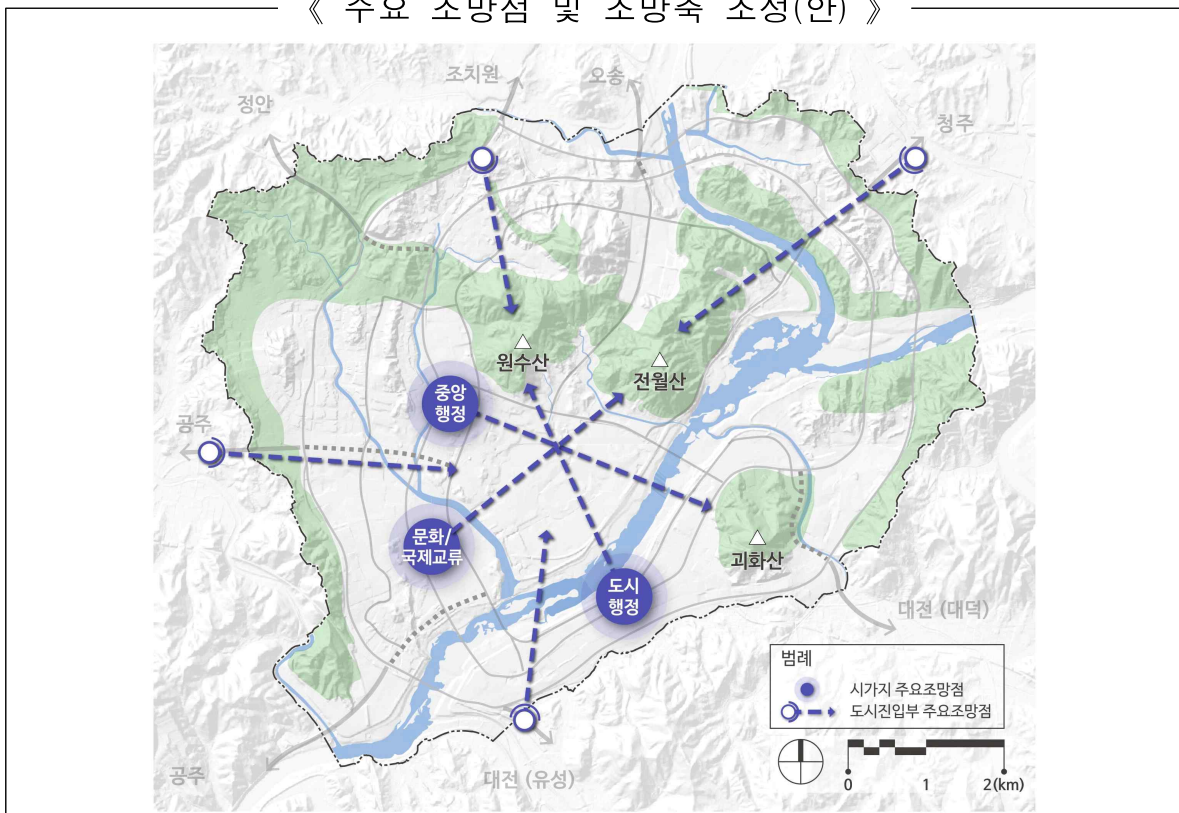 《 주요 조망점 및 조망축 조성(안) 》
조치원
오송
정안
청주
원수산
전월산
중앙
행정
공주
문화/
국제교류
괴화산
도시
행정
대전 (대덕)
범례
시가지 주요조망점
도시진입부 주요조망점
공주
대전 (유성)
0 1 2(km)